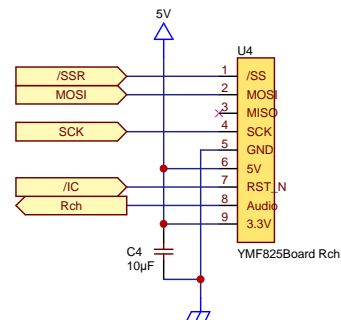 5V
U4
/SSR
1
/SS
MOSI
2
MOSI
3
MISO
SCK
4
SCK
5
GND
6
5V
/IC
7
RST_N
Rch
8
Audio
9
3.3V
C4
10µF
YMF825Board Rch